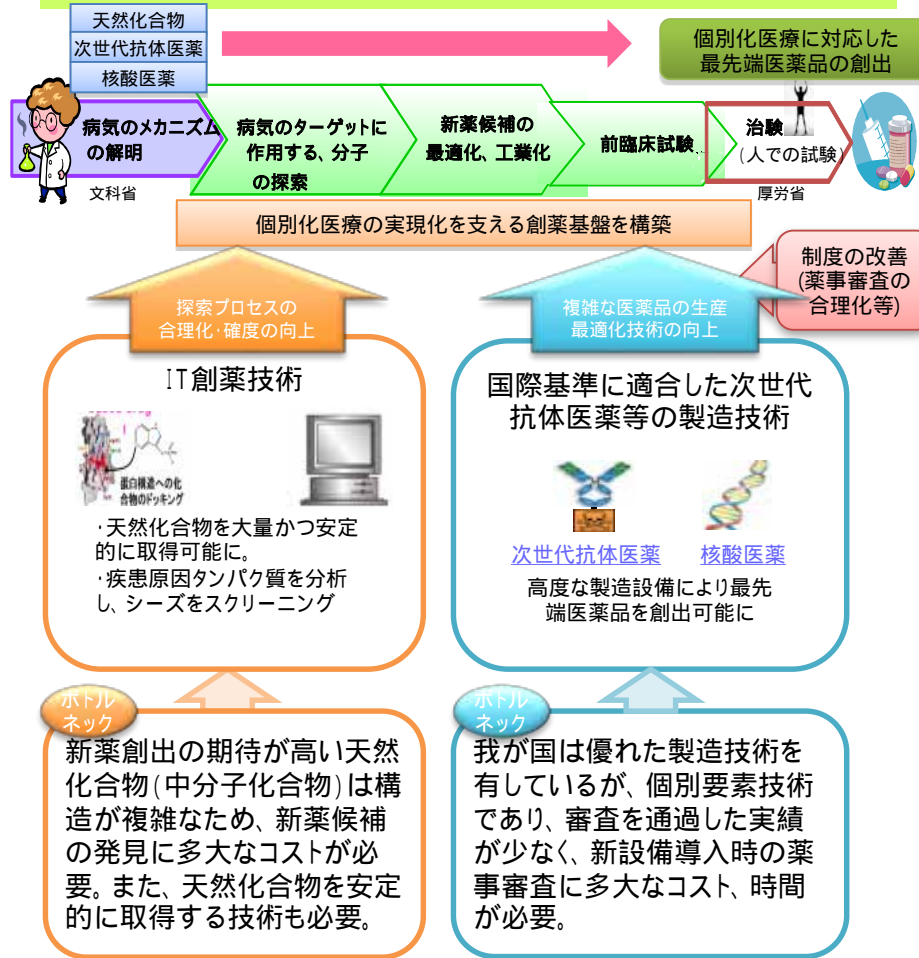 天然化合物
次世代抗体医薬
核酸医薬
個別化医療に対応した
最先端医薬品の創出
病気のメカニズム
の解明
病気のターゲットに
作用する、分子
の探索
新薬候補の
最適化、工業化
前臨床試験
治験
(人での試験)
文科省
厚労省
個別化医療の実現化を支える創薬基盤を構築
制度の改善
(薬事審査の
合理化等)
探索プロセスの
合理化・確度の向上
複雑な医薬品の生産
最適化技術の向上
IT創薬技術
蛋白構造への化
合物のドッキング
・天然化合物を大量かつ安定
的に取得可能に。
・疾患原因タンパク質を分析
し、シーズをスクリーニング
国際基準に適合した次世代
抗体医薬等の製造技術
次世代抗体医薬
核酸医薬
高度な製造設備により最先
端医薬品を創出可能に
ボトル
ネック
新薬創出の期待が高い天然
化合物(中分子化合物)は構
造が複雑なため、新薬候補
の発見に多大なコストが必
要。また、天然化合物を安定
的に取得する技術も必要。
ボトル
ネック
我が国は優れた製造技術を
有しているが、個別要素技術
であり、審査を通過した実績
が少なく、新設備導入時の薬
事審査に多大なコスト、時間
が必要。